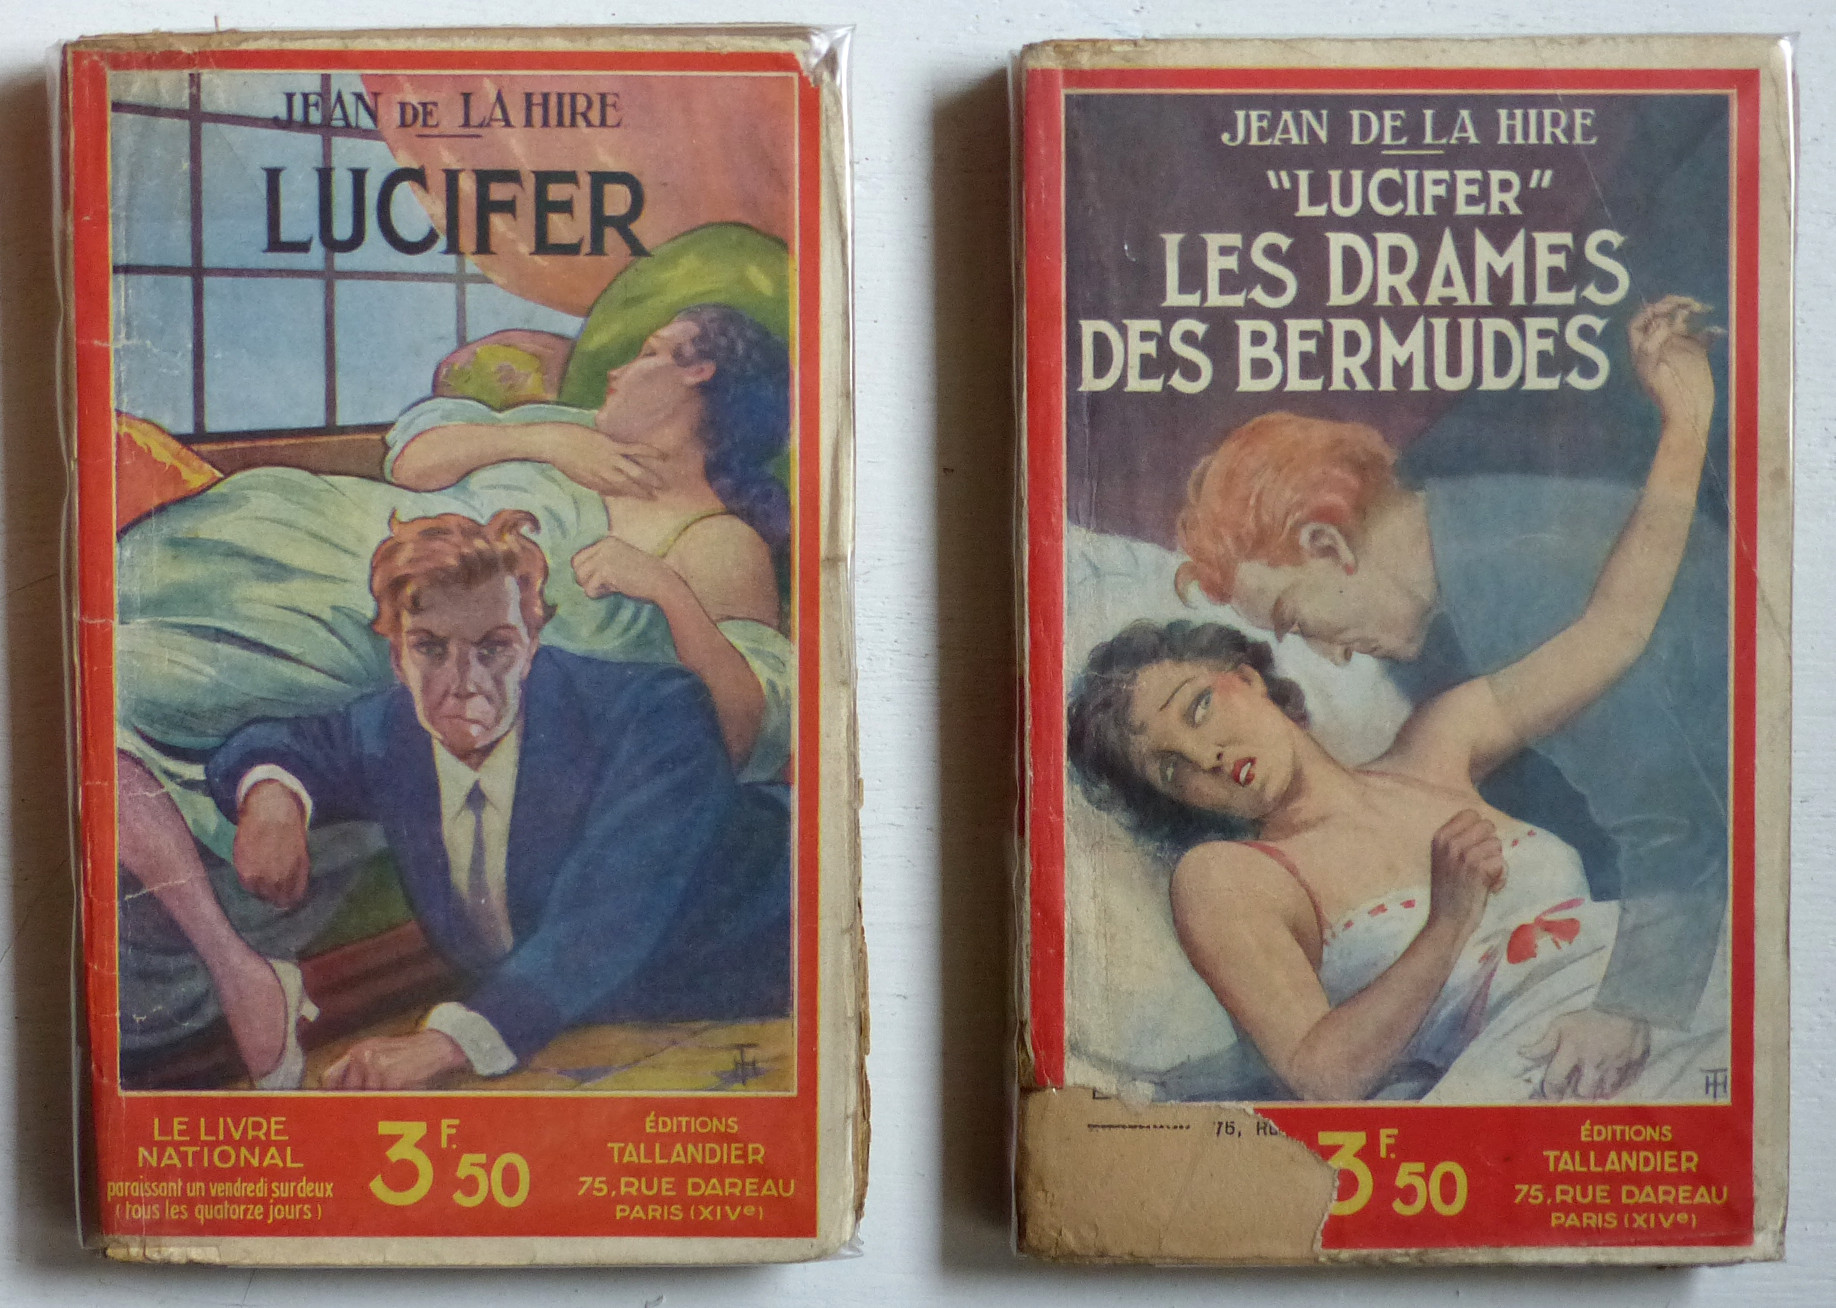 JEAN DE LA HIRE
LUCIFER
LE LIVRE
NATIONAL
paraissant un vendredi sur deux
(tous les quatorze jours)
3F.50
ÉDITIONS
TALLANDIER
75, RUE DAREAU
PARIS (XIVe)
JEAN DE LA HIRE
"LUCIFER"
LES DRAMES
DES BERMUDES
TH
75,
3F.50
ÉDITIONS
TALLANDIER
75, RUE DAREAU
PARIS (XIVe)